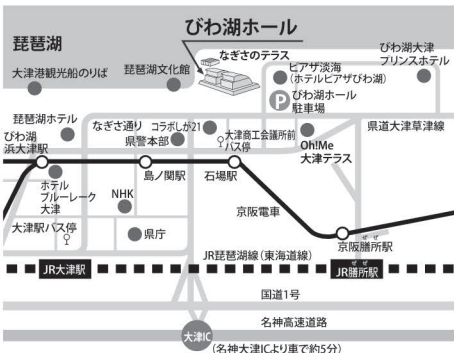 びわ湖ホール
琵琶湖
なぎさのテラス
大津港観光船のりば
琵琶湖文化館
ピアザ淡海
(ホテルピアザびわ湖)
びわ湖大津
プリンスホテル
P
びわ湖ホール
駐車場
琵琶湖ホテル
なぎさ通り
コラボしが21
県警本部
大津商工会議所前
バス停
Oh!Me
大津テラス
県道大津草津線
びわ湖
浜大津駅
島ノ関駅
石場駅
ホテル
ブルーレーク
大津
NHK
京阪電車
大津駅バス停
県庁
京阪膳所駅
JR琵琶湖線(東海道線)
JR大津駅
JR膳所駅
国道1号
名神高速道路
大津IC
(名神大津ICより車で約5分)